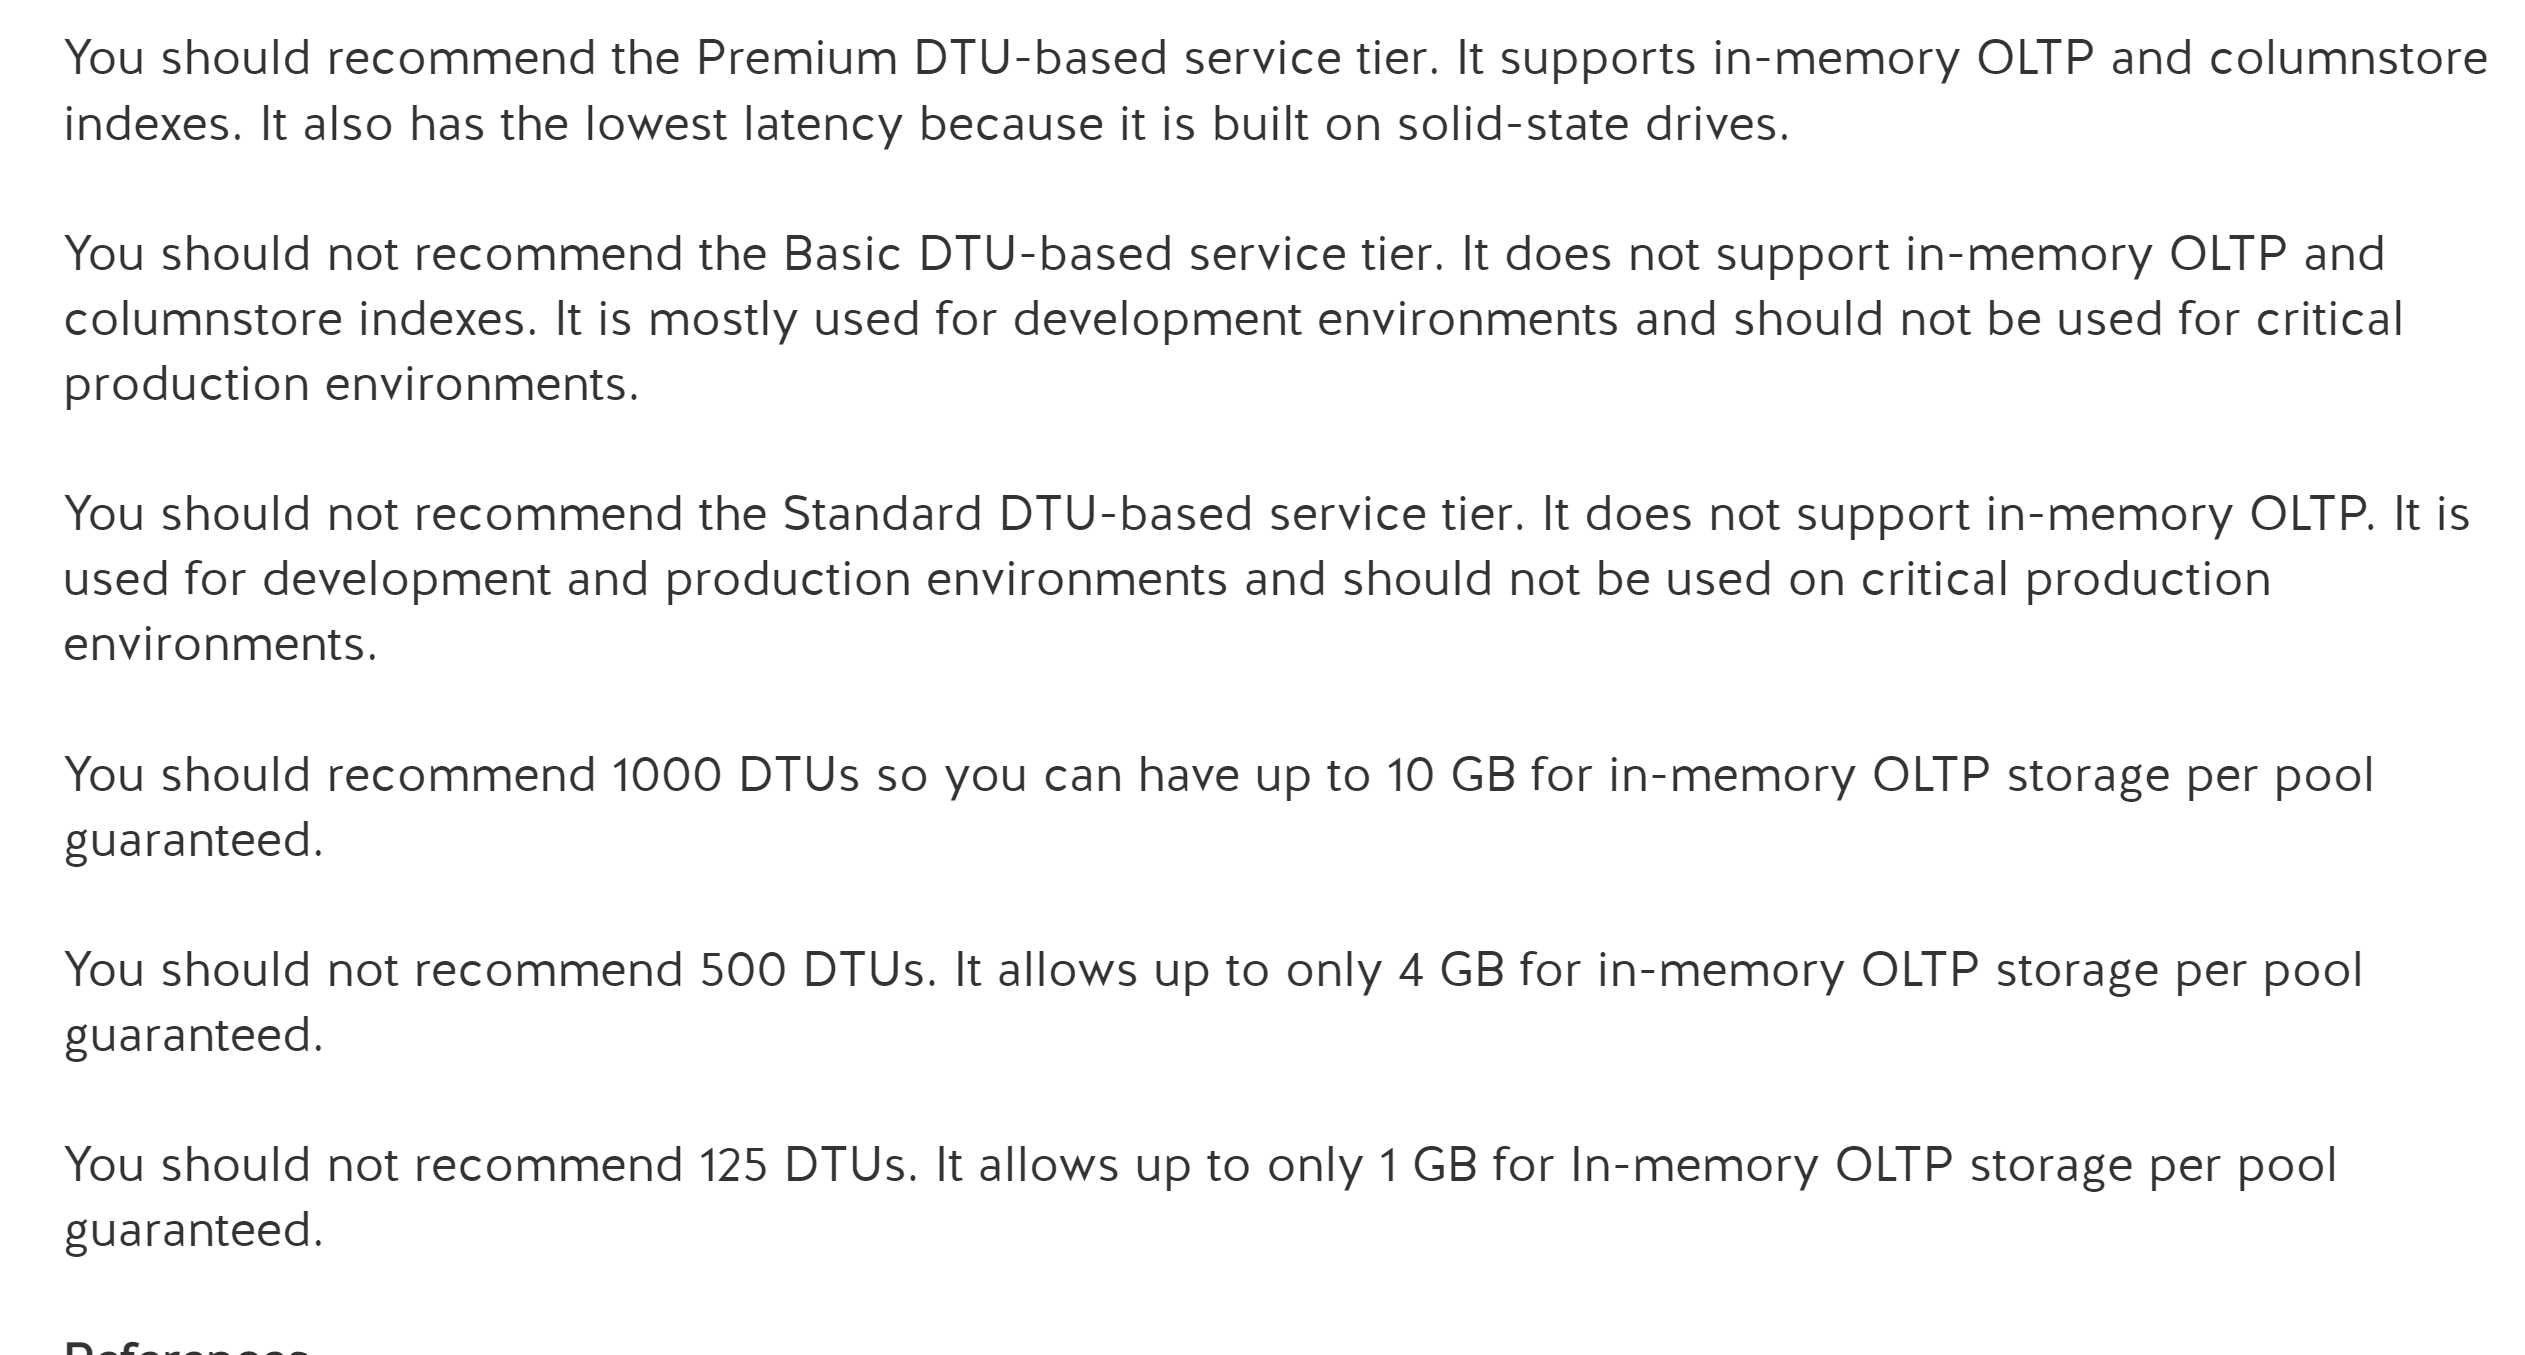 You should recommend the Premium DTU-based service tier. It supports in-memory OLTP and columnstore
indexes. It also has the lowest latency because it is built on solid-state drives.
You should not recommend the Basic DTU-based service tier. It does not support in-memory OLTP and
columnstore indexes. It is mostly used for development environments and should not be used for critical
production environments.
You should not recommend the Standard DTU-based service tier. It does not support in-memory OLTP. It is
used for development and production environments and should not be used on critical production
environments.
You should recommend 1000 DTUs so you can have up to 10 GB for in-memory OLTP storage per pool
guaranteed.
You should not recommend 500 DTUs. It allows up to only 4 GB for in-memory OLTP storage per pool
guaranteed.
You should not recommend 125 DTUs. It allows up to only 1 GB for In-memory OLTP storage per pool
guaranteed.
References